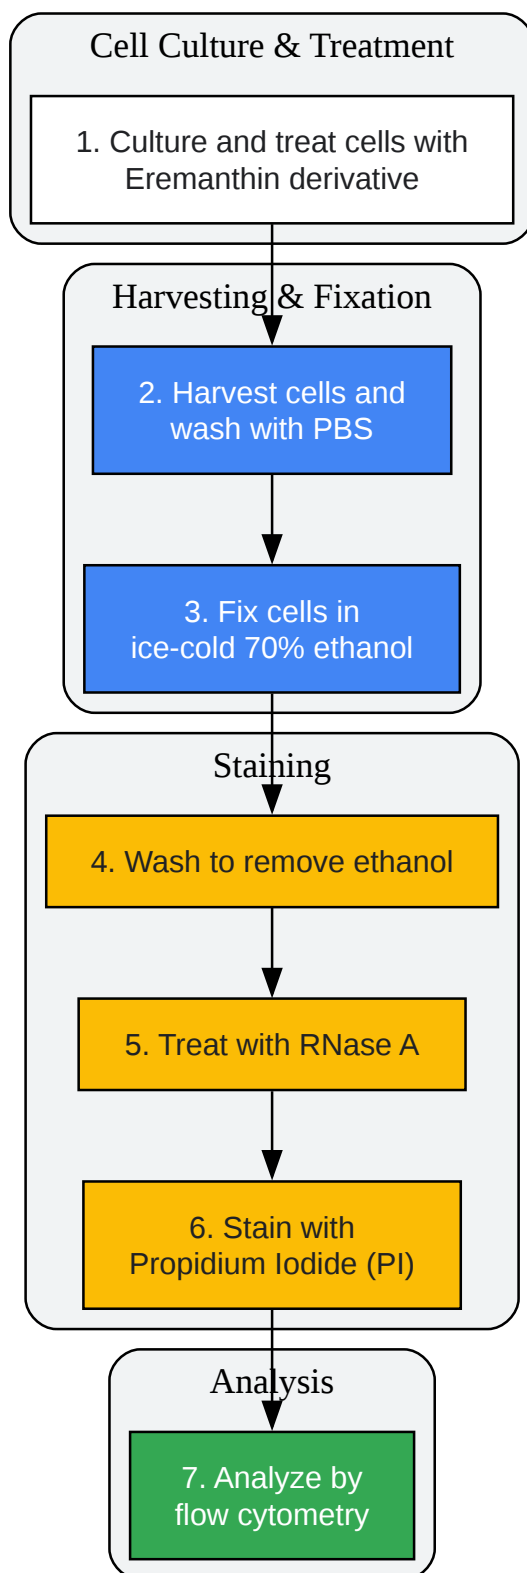 Cell Culture & Treatment
1. Culture and treat cells with
Eremanthin derivative
Harvesting & Fixation
2. Harvest cells and
wash with PBS
3. Fix cells in
ice-cold 70% ethanol
Staining
4. Wash to remove ethanol
5. Treat with RNase A
6. Stain with
Propidium Iodide (PI)
Analysis
7. Analyze by
flow cytometry